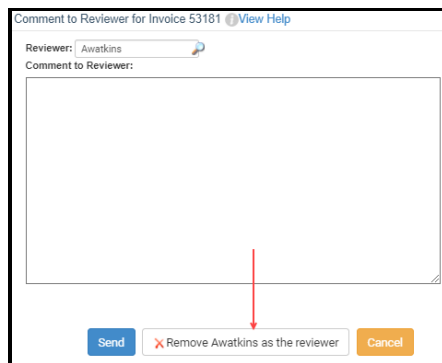 Comment to Reviewer for Invoice 53181 View Help
Reviewer: Awatkins
Comment to Reviewer:
Send Remove Awatkins as the reviewer Cancel